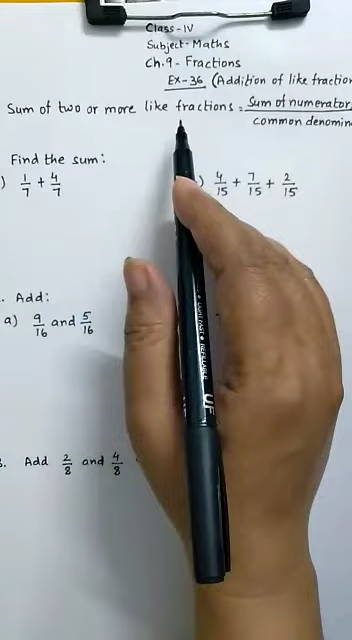 Class-IV
Subject-Maths
Ch.9-Fractions
Ex-36 (Addition of like fraction
Sum of two or more like fractions = Sum of numerator
common denomin
Find the sum:
) 1/7 + 4/7
) 4/15 + 7/15 + 2/15
. Add:
a) 9/16 and 5/16
3. Add 2/8 and 4/8
UF